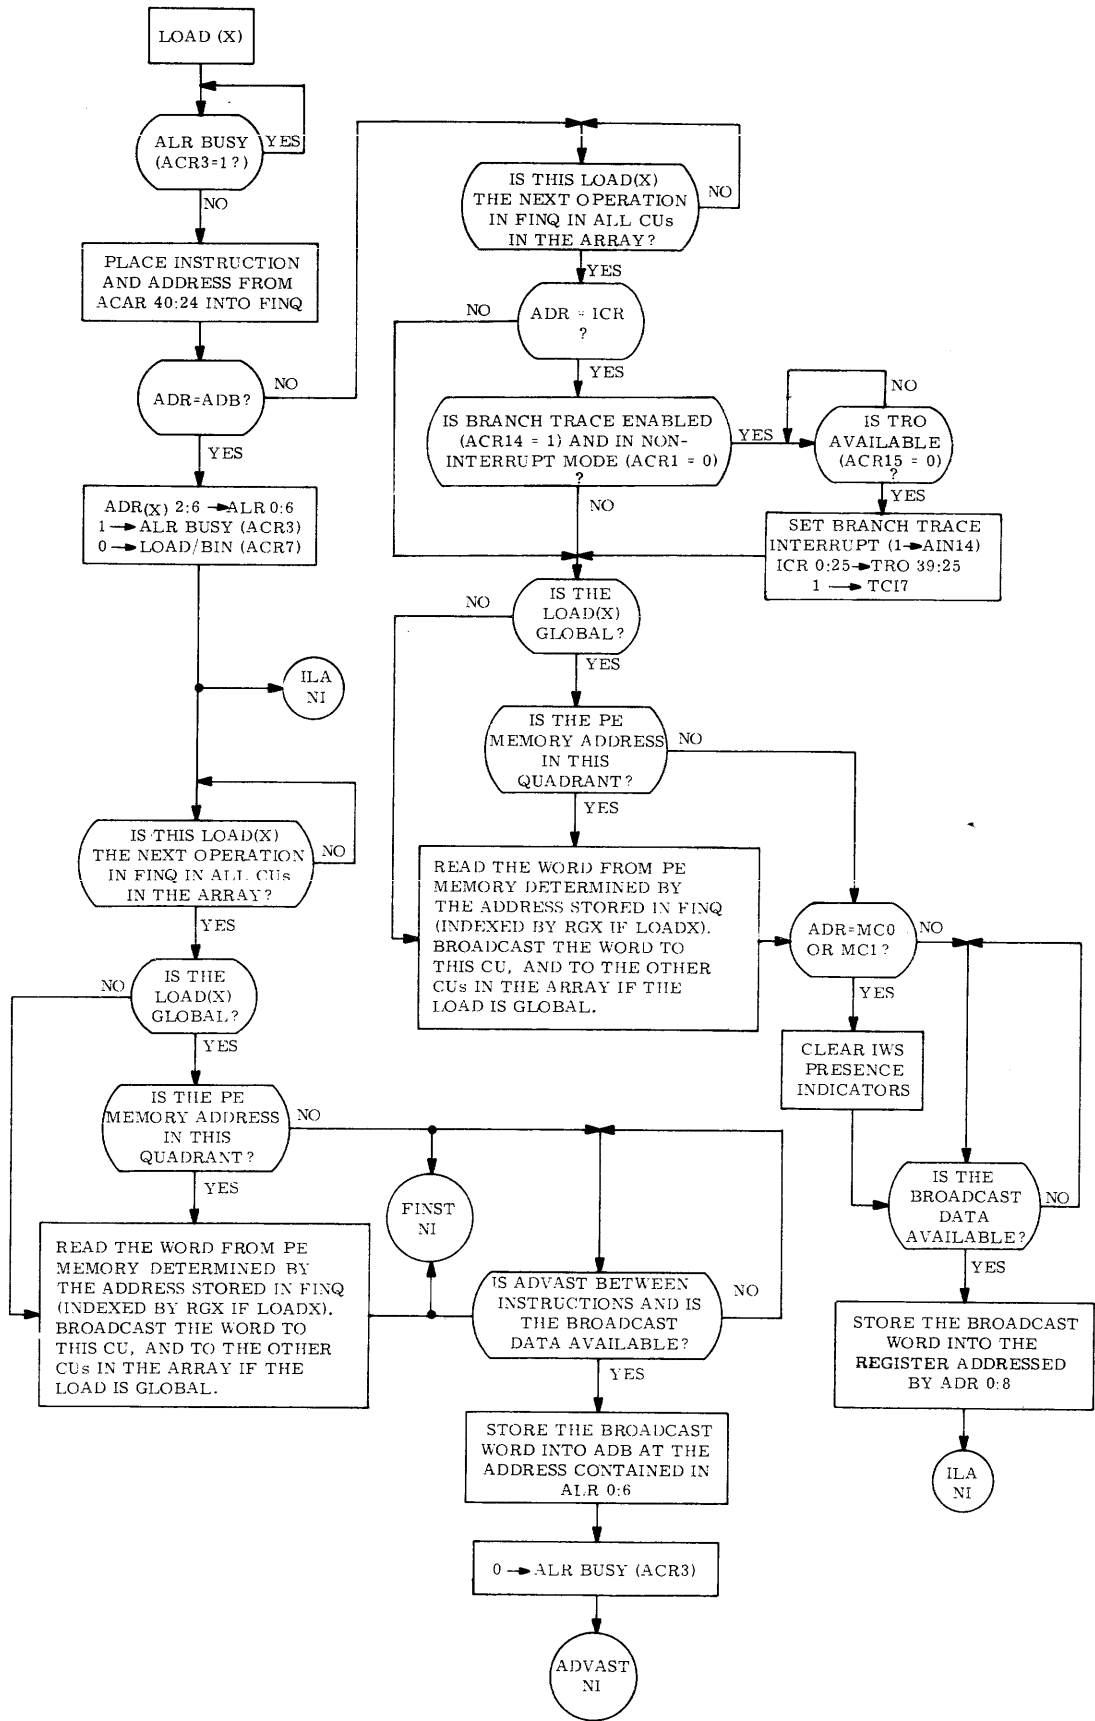 LOAD (X)
ALR BUSY
(ACR3=1?)
YES
NO
PLACE INSTRUCTION
AND ADDRESS FROM
ACAR 40:24 INTO FINQ
ADR=ADB?
NO
YES
ADR(X) 2:6 → ALR 0:6
1 → ALR BUSY (ACR3)
0 → LOAD/BIN (ACR7)
ILA
NI
IS THIS LOAD(X)
THE NEXT OPERATION
IN FINQ IN ALL CUs
IN THE ARRAY?
NO
YES
IS THE
LOAD(X)
GLOBAL?
NO
YES
IS THE PE
MEMORY ADDRESS
IN THIS
QUADRANT?
NO
YES
READ THE WORD FROM PE
MEMORY DETERMINED BY
THE ADDRESS STORED IN FINQ
(INDEXED BY RGX IF LOADX).
BROADCAST THE WORD TO
THIS CU, AND TO THE OTHER
CUs IN THE ARRAY IF THE
LOAD IS GLOBAL.
FINST
NI
IS ADVAST BETWEEN
INSTRUCTIONS AND IS
THE BROADCAST
DATA AVAILABLE?
NO
YES
STORE THE BROADCAST
WORD INTO ADB AT THE
ADDRESS CONTAINED IN
ALR 0:6
0 → ALR BUSY (ACR3)
ADVAST
NI
IS THIS LOAD(X)
THE NEXT OPERATION
IN FINQ IN ALL CUs
IN THE ARRAY?
NO
YES
ADR = ICR
?
NO
YES
IS BRANCH TRACE ENABLED
(ACR14 = 1) AND IN NON-
INTERRUPT MODE (ACR1 = 0)
?
YES
NO
IS TRO
AVAILABLE
(ACR15 = 0)
?
NO
YES
SET BRANCH TRACE
INTERRUPT (1→AIN14)
ICR 0:25→TRO 39:25
1 → TCI7
IS THE
LOAD(X)
GLOBAL?
NO
YES
IS THE PE
MEMORY ADDRESS
IN THIS
QUADRANT?
NO
YES
READ THE WORD FROM PE
MEMORY DETERMINED BY
THE ADDRESS STORED IN FINQ
(INDEXED BY RGX IF LOADX).
BROADCAST THE WORD TO
THIS CU, AND TO THE OTHER
CUs IN THE ARRAY IF THE
LOAD IS GLOBAL.
ADR=MC0
OR MC1?
NO
YES
CLEAR IWS
PRESENCE
INDICATORS
IS THE
BROADCAST
DATA
AVAILABLE?
NO
YES
STORE THE BROADCAST
WORD INTO THE
REGISTER ADDRESSED
BY ADR 0:8
ILA
NI